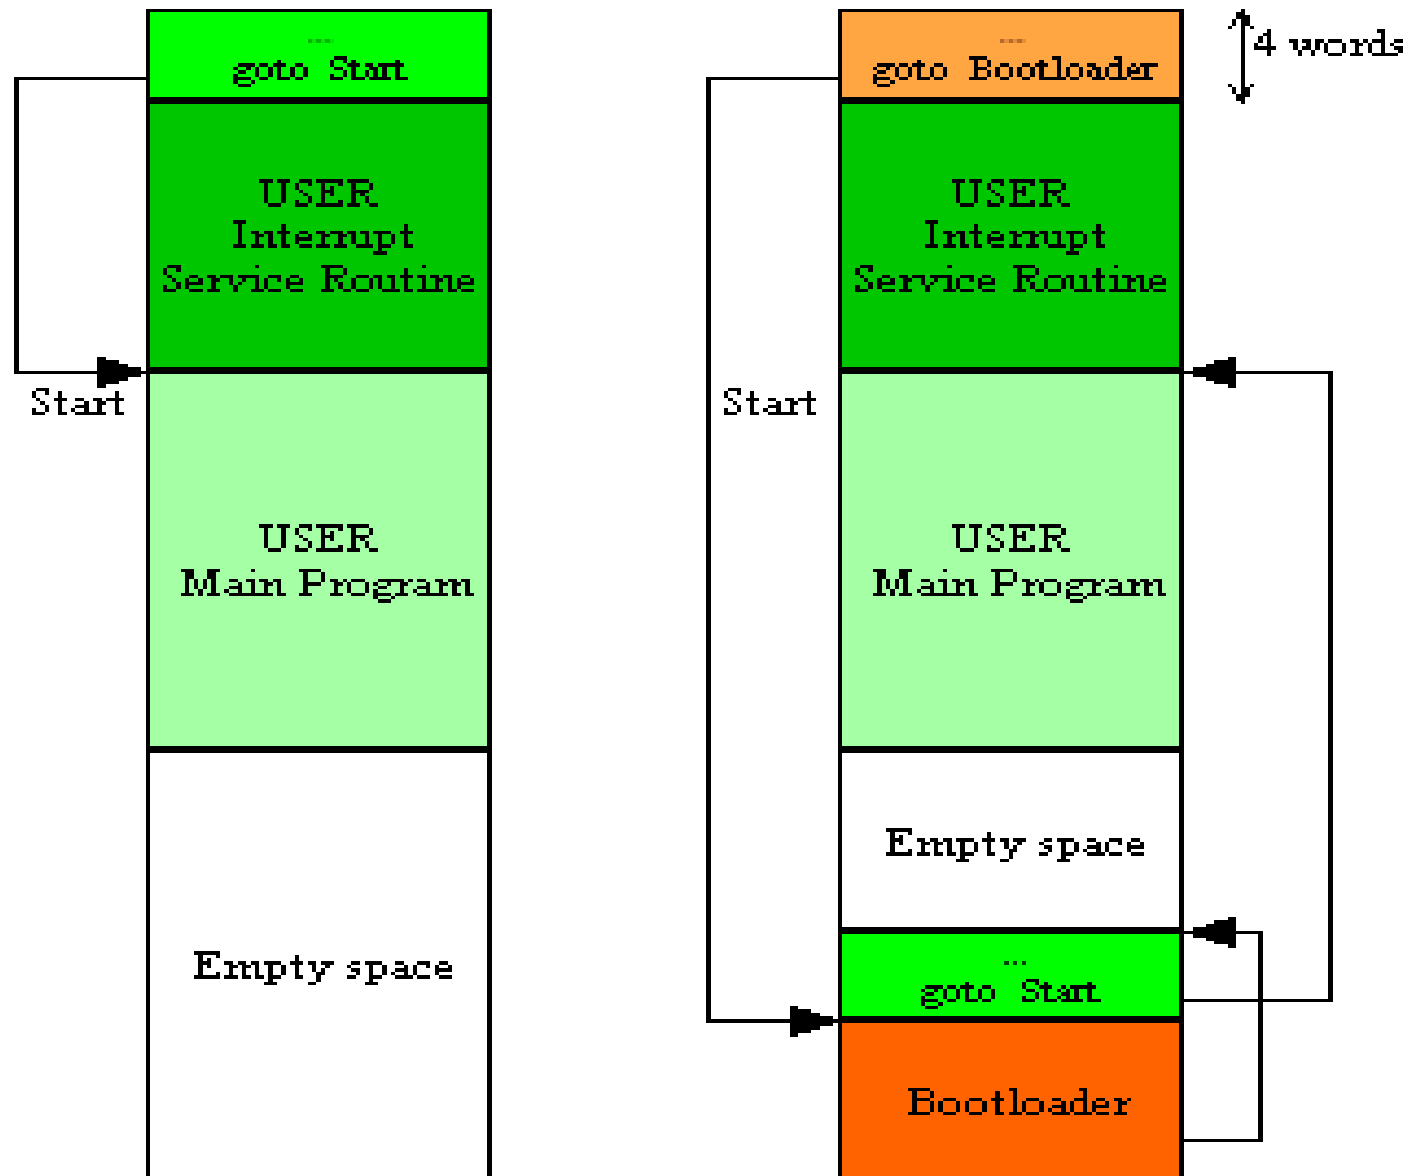 ...
goto Start
USER
Interrupt
Service Routine
Start
USER
Main Program
Empty space
...
goto Bootloader
4 words
USER
Interrupt
Service Routine
Start
USER
Main Program
Empty space
...
goto Start
Bootloader